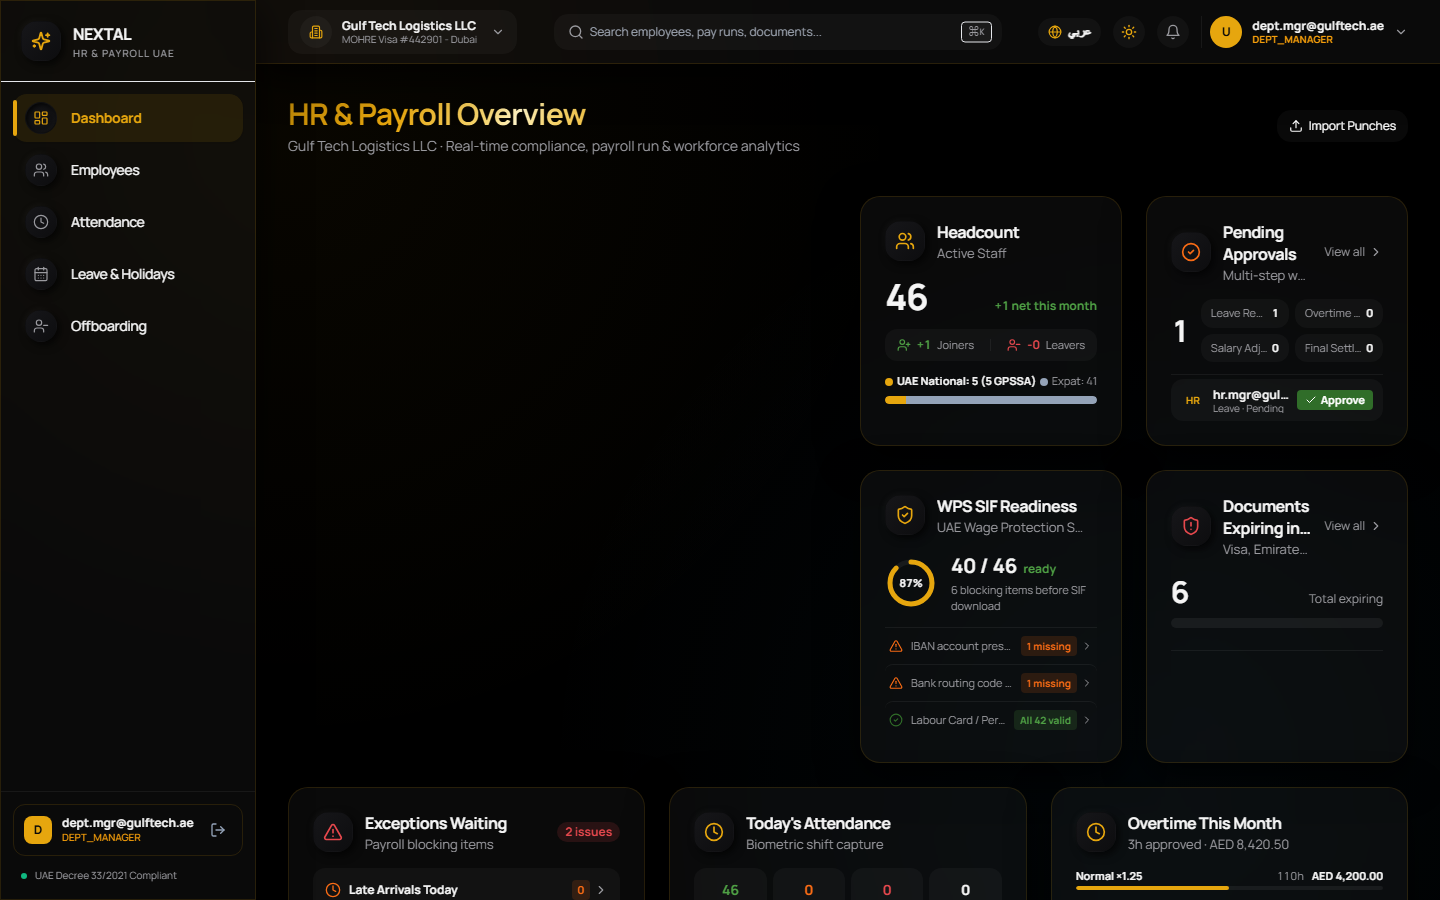 NEXTAL
HR & PAYROLL UAE
Gulf Tech Logistics LLC
MOHRE Visa #442901 - Dubai
Search employees, pay runs, documents...
⌘K
عربي
U
dept.mgr@gulftech.ae
DEPT_MANAGER
Dashboard
Employees
Attendance
Leave & Holidays
Offboarding
D
dept.mgr@gulftech.ae
DEPT_MANAGER
UAE Decree 33/2021 Compliant
HR & Payroll Overview
Gulf Tech Logistics LLC · Real-time compliance, payroll run & workforce analytics
Import Punches
Headcount
Active Staff
46
+1 net this month
+1 Joiners
-0 Leavers
UAE National: 5 (5 GPSSA)
Expat: 41
Pending
Approvals
Multi-step w...
View all
1
Leave Re... 1
Overtime ... 0
Salary Adj... 0
Final Settl... 0
HR
hr.mgr@gul...
Leave · Pending
Approve
WPS SIF Readiness
UAE Wage Protection S...
87%
40 / 46 ready
6 blocking items before SIF
download
IBAN account pres... 1 missing
Bank routing code ... 1 missing
Labour Card / Per... All 42 valid
Documents
Expiring in...
Visa, Emirate...
View all
6
Total expiring
Exceptions Waiting
Payroll blocking items
2 issues
Late Arrivals Today
0
Today's Attendance
Biometric shift capture
46
0
0
0
Overtime This Month
3h approved · AED 8,420.50
Normal ×1.25
110h AED 4,200.00